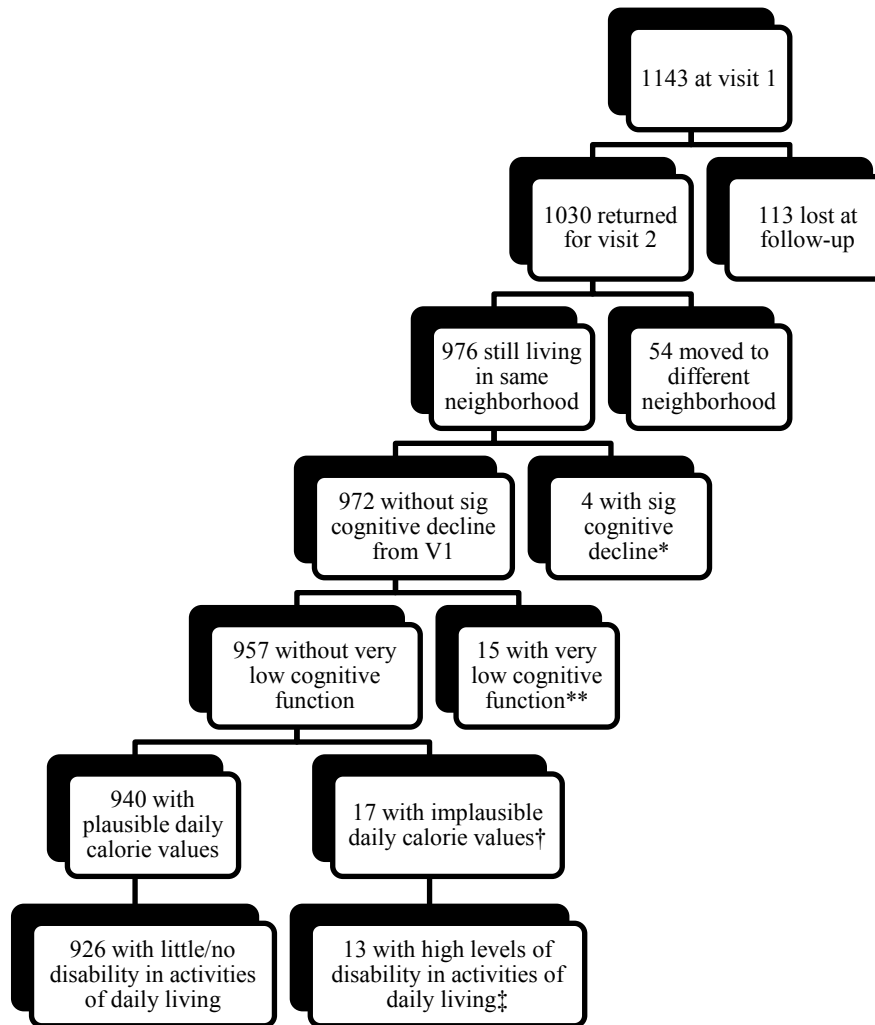 1143 at visit 1
1030 returned
for visit 2
113 lost at
follow-up
976 still living
in same
neighborhood
54 moved to
different
neighborhood
972 without sig
cognitive decline
from V1
4 with sig
cognitive
decline*
957 without very
low cognitive
function
15 with very
low cognitive
function**
940 with
plausible daily
calorie values
17 with implausible
daily calorie values†
926 with little/no
disability in activities
of daily living
13 with high levels of
disability in activities of
daily living‡